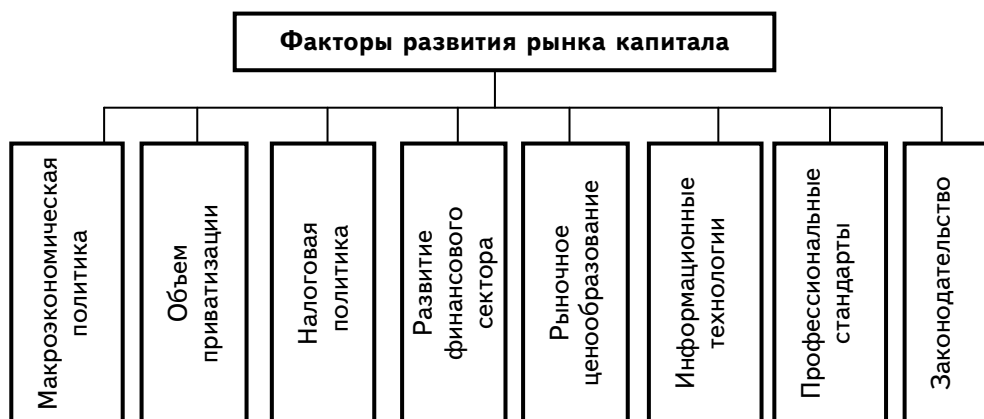 Факторы развития рынка капитала
Макроэкономическая
политика
Объем
приватизации
Налоговая
политика
Развитие
финансового
сектора
Рыночное
ценообразование
Информационные
технологии
Профессиональные
стандарты
Законодательство